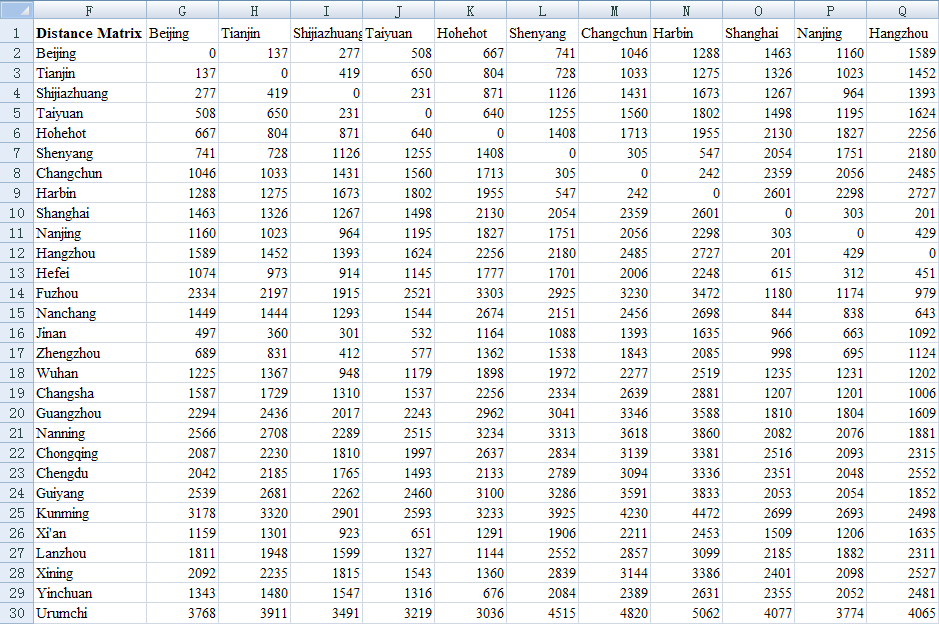 F G H I J K L M N O P Q
1 Distance Matrix Beijing Tianjin Shijiazhuang Taiyuan Hohehot Shenyang Changchun Harbin Shanghai Nanjing Hangzhou
2 Beijing 0 137 277 508 667 741 1046 1288 1463 1160 1589
3 Tianjin 137 0 419 650 804 728 1033 1275 1326 1023 1452
4 Shijiazhuang 277 419 0 231 871 1126 1431 1673 1267 964 1393
5 Taiyuan 508 650 231 0 640 1255 1560 1802 1498 1195 1624
6 Hohehot 667 804 871 640 0 1408 1713 1955 2130 1827 2256
7 Shenyang 741 728 1126 1255 1408 0 305 547 2054 1751 2180
8 Changchun 1046 1033 1431 1560 1713 305 0 242 2359 2056 2485
9 Harbin 1288 1275 1673 1802 1955 547 242 0 2601 2298 2727
10 Shanghai 1463 1326 1267 1498 2130 2054 2359 2601 0 303 201
11 Nanjing 1160 1023 964 1195 1827 1751 2056 2298 303 0 429
12 Hangzhou 1589 1452 1393 1624 2256 2180 2485 2727 201 429 0
13 Hefei 1074 973 914 1145 1777 1701 2006 2248 615 312 451
14 Fuzhou 2334 2197 1915 2521 3303 2925 3230 3472 1180 1174 979
15 Nanchang 1449 1444 1293 1544 2674 2151 2456 2698 844 838 643
16 Jinan 497 360 301 532 1164 1088 1393 1635 966 663 1092
17 Zhengzhou 689 831 412 577 1362 1538 1843 2085 998 695 1124
18 Wuhan 1225 1367 948 1179 1898 1972 2277 2519 1235 1231 1202
19 Changsha 1587 1729 1310 1537 2256 2334 2639 2881 1207 1201 1006
20 Guangzhou 2294 2436 2017 2243 2962 3041 3346 3588 1810 1804 1609
21 Nanning 2566 2708 2289 2515 3234 3313 3618 3860 2082 2076 1881
22 Chongqing 2087 2230 1810 1997 2637 2834 3139 3381 2516 2093 2315
23 Chengdu 2042 2185 1765 1493 2133 2789 3094 3336 2351 2048 2552
24 Guiyang 2539 2681 2262 2460 3100 3286 3591 3833 2053 2054 1852
25 Kunming 3178 3320 2901 2593 3233 3925 4230 4472 2699 2693 2498
26 Xi'an 1159 1301 923 651 1291 1906 2211 2453 1509 1206 1635
27 Lanzhou 1811 1948 1599 1327 1144 2552 2857 3099 2185 1882 2311
28 Xining 2092 2235 1815 1543 1360 2839 3144 3386 2401 2098 2527
29 Yinchuan 1343 1480 1547 1316 676 2084 2389 2631 2355 2052 2481
30 Urumchi 3768 3911 3491 3219 3036 4515 4820 5062 4077 3774 4065